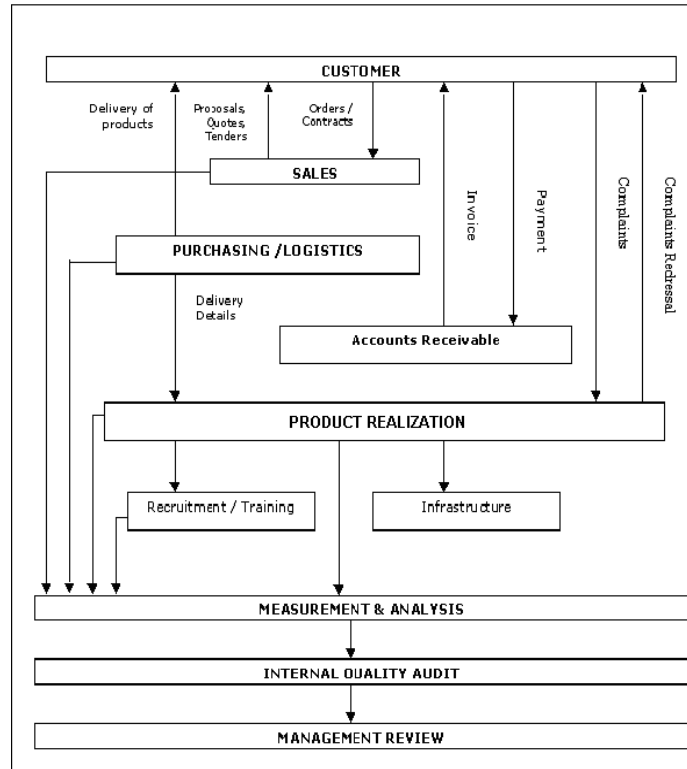 CUSTOMER
Delivery of
products
Proposals,
Quotes,
Tenders
Orders /
Contracts
SALES
Invoice
Payment
Complaints
Complaints Redressal
PURCHASING /LOGISTICS
Delivery
Details
Accounts Receivable
PRODUCT REALIZATION
Recruitment / Training
Infrastructure
MEASUREMENT & ANALYSIS
INTERNAL QUALITY AUDIT
MANAGEMENT REVIEW